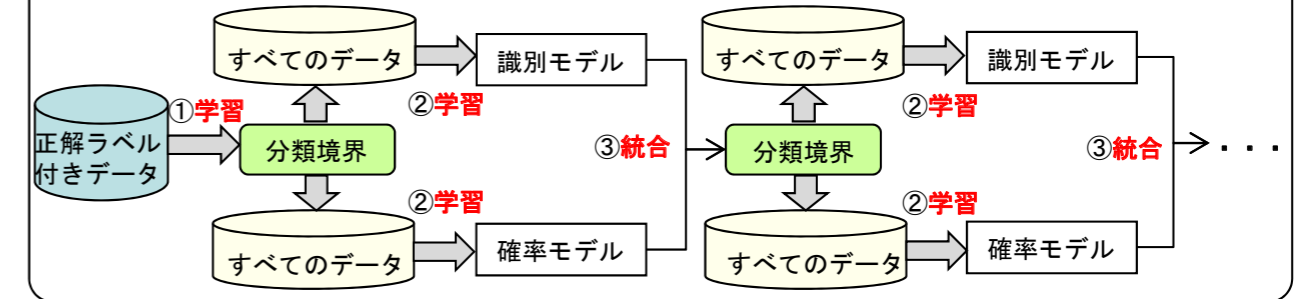 すべてのデータ
識別モデル
すべてのデータ
識別モデル
①学習
②学習
②学習
正解ラベル
付きデータ
分類境界
③統合
分類境界
③統合
・・・
②学習
②学習
すべてのデータ
確率モデル
すべてのデータ
確率モデル